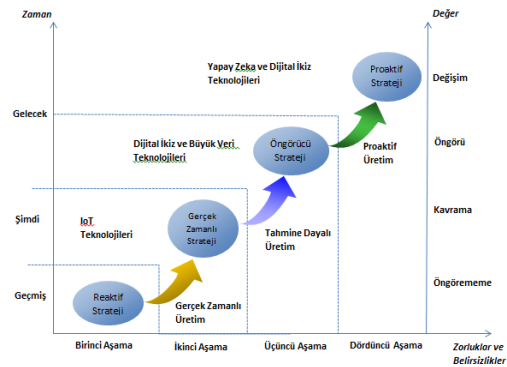 Zaman
Değer
Yapay Zeka ve Dijital İkiz
Teknolojileri
Proaktif
Strateji
Değişim
Gelecek
Dijital İkiz ve Büyük Veri
Teknolojileri
Öngörücü
Strateji
Proaktif
Üretim
Öngörü
Şimdi
IoT
Teknolojileri
Gerçek
Zamanlı
Strateji
Tahmine Dayalı
Üretim
Kavrama
Geçmiş
Reaktif
Strateji
Gerçek Zamanlı
Üretim
Öngörememe
Birinci Aşama
İkinci Aşama
Üçüncü Aşama
Dördüncü Aşama
Zorluklar ve
Belirsizlikler